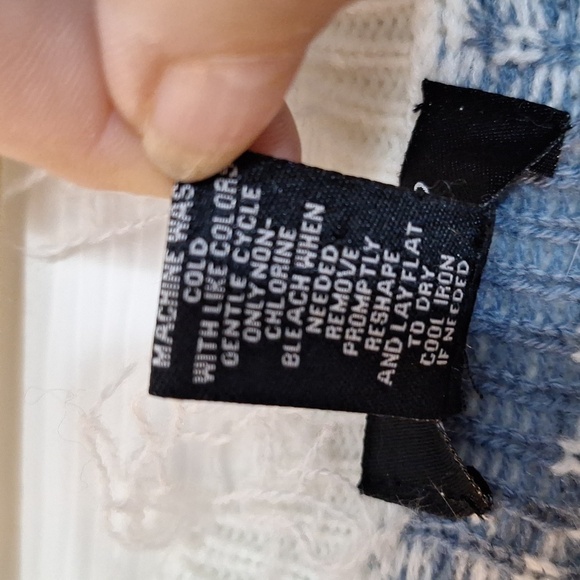 MACHINE WAS
COLD
WITH LIKE COLORS
GENTLE CYCLE
ONLY NON-
CHLORINE
BLEACH WHEN
NEEDED
REMOVE
PROMPTLY
RESHAPE
AND LAY FLAT
TO DRY
COOL IRON
IF NEEDED